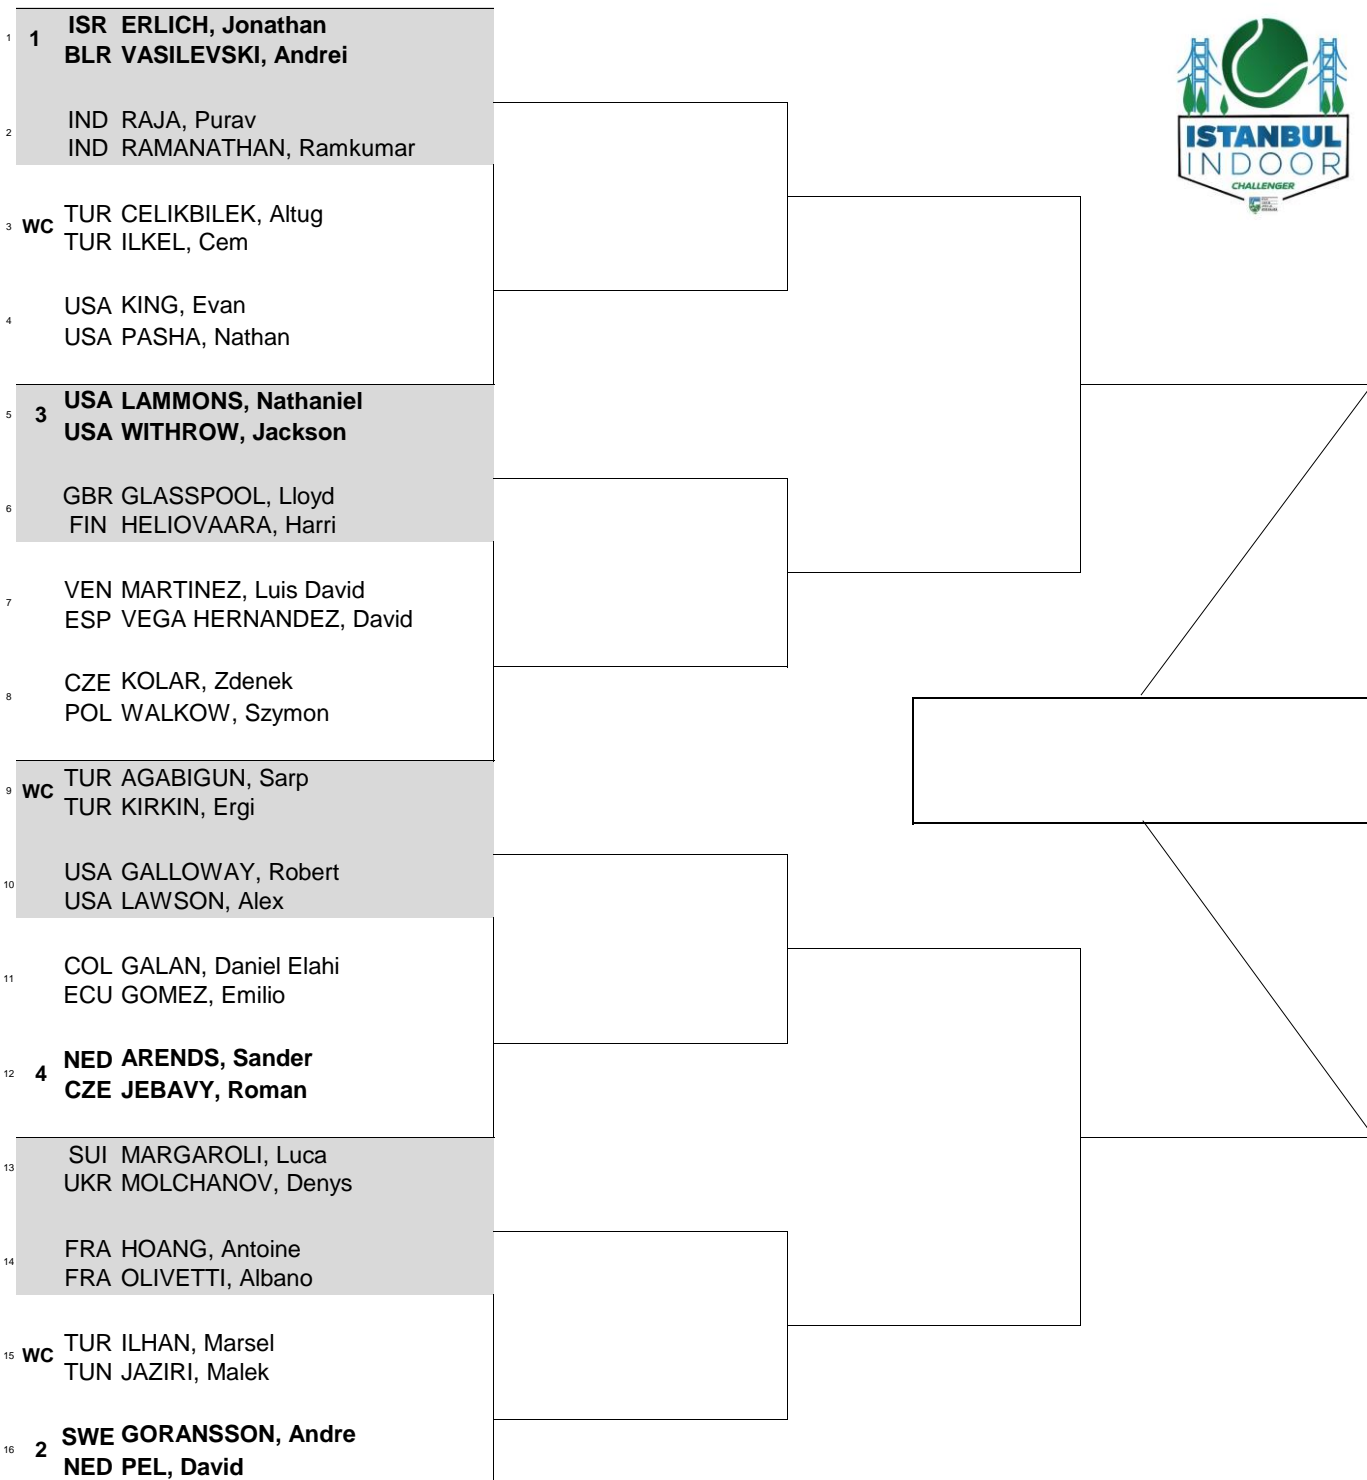 1 1 ISR ERLICH, Jonathan
BLR VASILEVSKI, Andrei
2 IND RAJA, Purav
IND RAMANATHAN, Ramkumar
3 WC TUR CELIKBILEK, Altug
TUR ILKEL, Cem
4 USA KING, Evan
USA PASHA, Nathan
5 3 USA LAMMONS, Nathaniel
USA WITHROW, Jackson
6 GBR GLASSPOOL, Lloyd
FIN HELIOVAARA, Harri
7 VEN MARTINEZ, Luis David
ESP VEGA HERNANDEZ, David
8 CZE KOLAR, Zdenek
POL WALKOW, Szymon
9 WC TUR AGABIGUN, Sarp
TUR KIRKIN, Ergi
10 USA GALLOWAY, Robert
USA LAWSON, Alex
11 COL GALAN, Daniel Elahi
ECU GOMEZ, Emilio
12 4 NED ARENDS, Sander
CZE JEBAVY, Roman
13 SUI MARGAROLI, Luca
UKR MOLCHANOV, Denys
14 FRA HOANG, Antoine
FRA OLIVETTI, Albano
15 WC TUR ILHAN, Marsel
TUN JAZIRI, Malek
16 2 SWE GORANSSON, Andre
NED PEL, David
ISTANBUL
INDOOR
CHALLENGER